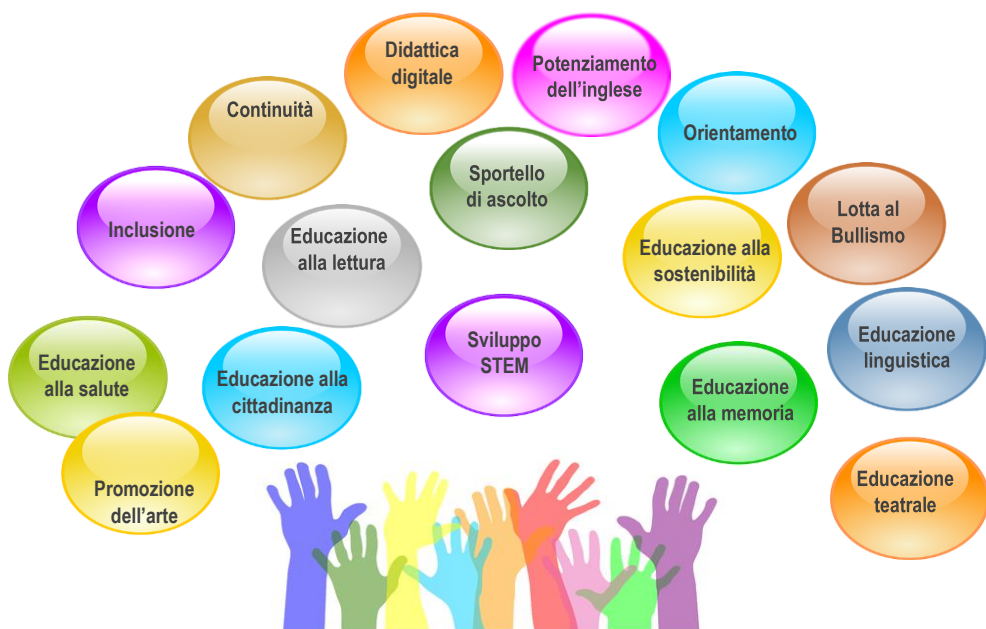 Didattica
digitale
Potenziamento
dell’inglese
Continuità
Orientamento
Sportello
di ascolto
Inclusione
Educazione
alla lettura
Educazione alla
sostenibilità
Lotta al
Bullismo
Sviluppo
STEM
Educazione
linguistica
Educazione
alla salute
Educazione alla
cittadinanza
Educazione
alla memoria
Promozione
dell’arte
Educazione
teatrale